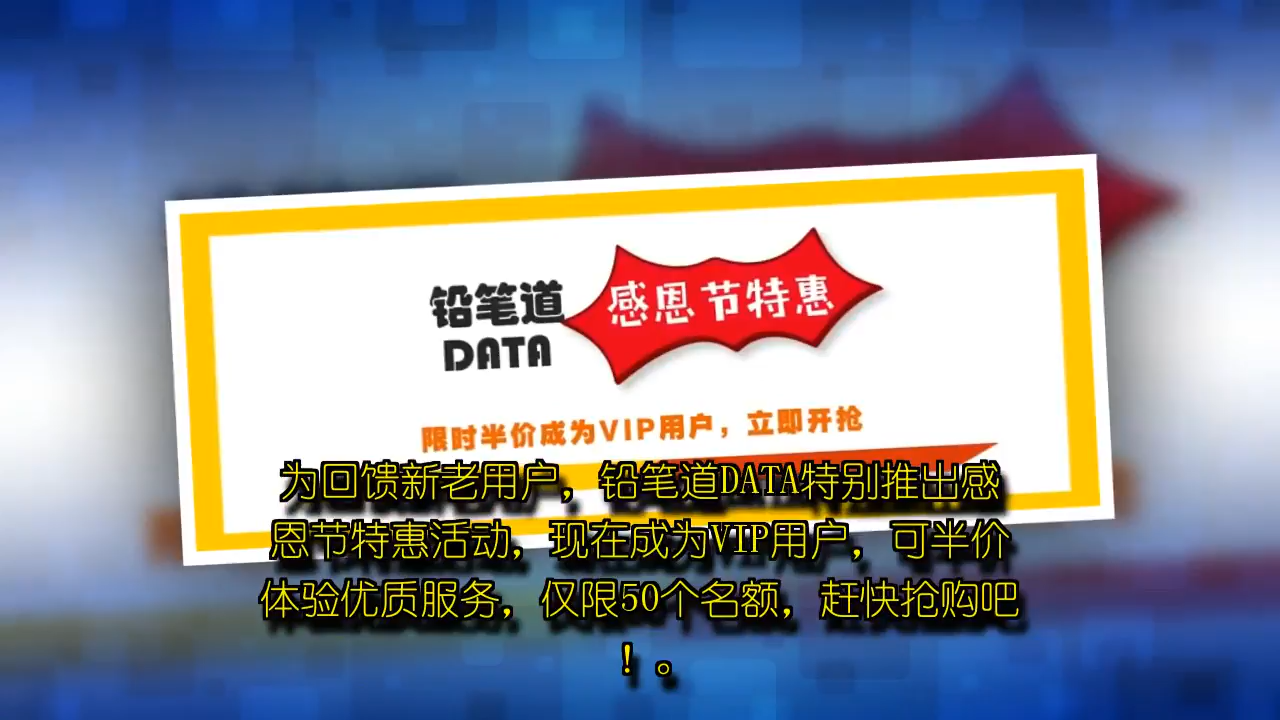 铅笔道
DATA
感恩节特惠
限时半价成为VIP用户，立即开抢
为回馈新老用户，铅笔道DATA特别推出感
恩节特惠活动，现在成为VIP用户，可半价
体验优质服务，仅限50个名额，赶快抢购吧
！。